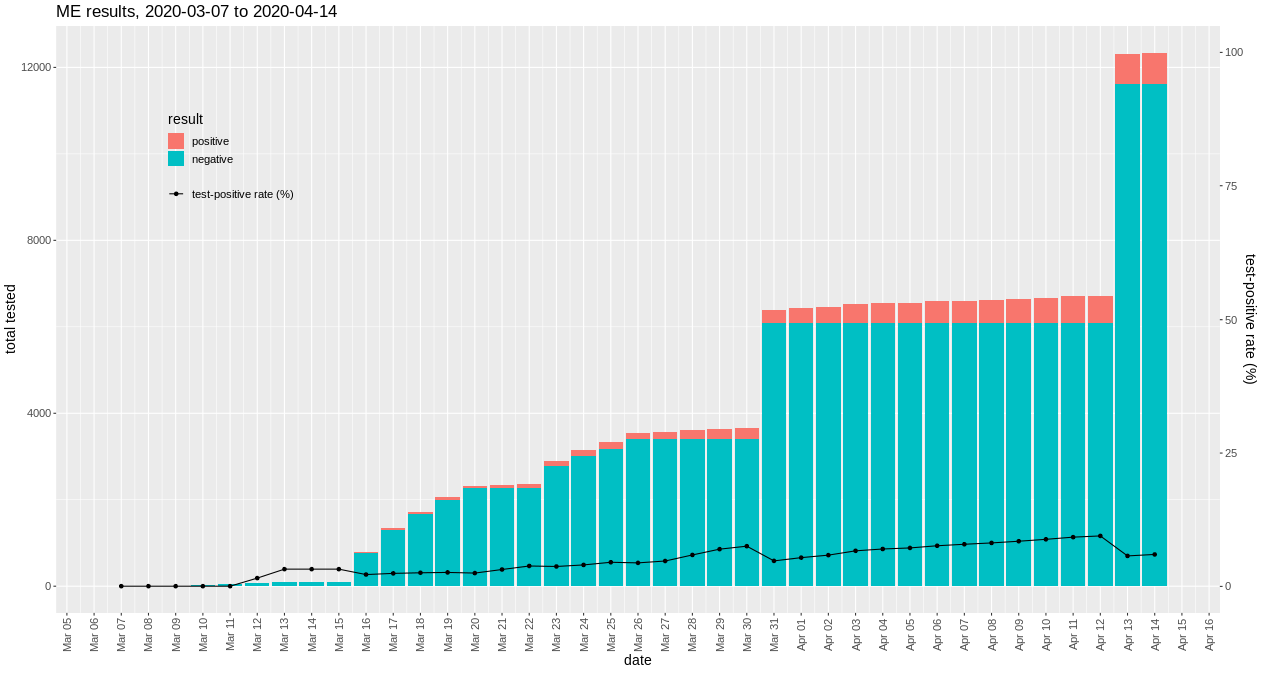 ME results, 2020-03-07 to 2020-04-14
total tested
12000
8000
4000
0
result
positive
negative
test-positive rate (%)
100
75
50
25
0
test-positive rate (%)
Mar 05
Mar 06
Mar 07
Mar 08
Mar 09
Mar 10
Mar 11
Mar 12
Mar 13
Mar 14
Mar 15
Mar 16
Mar 17
Mar 18
Mar 19
Mar 20
Mar 21
Mar 22
Mar 23
Mar 24
Mar 25
Mar 26
Mar 27
Mar 28
Mar 29
Mar 30
Mar 31
Apr 01
Apr 02
Apr 03
Apr 04
Apr 05
Apr 06
Apr 07
Apr 08
Apr 09
Apr 10
Apr 11
Apr 12
Apr 13
Apr 14
Apr 15
Apr 16
date